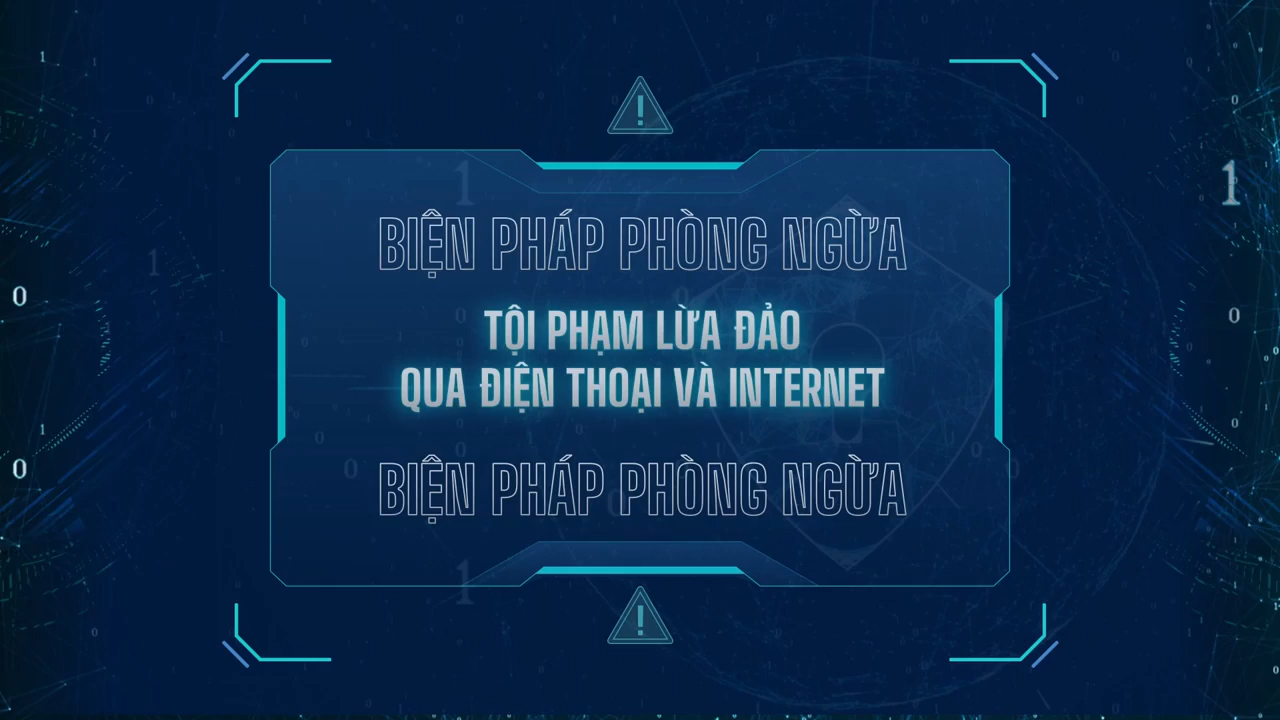 BIỆN PHÁP PHÒNG NGỪA
TỘI PHẠM LỪA ĐẢO
QUA ĐIỆN THOẠI VÀ INTERNET
BIỆN PHÁP PHÒNG NGỪA